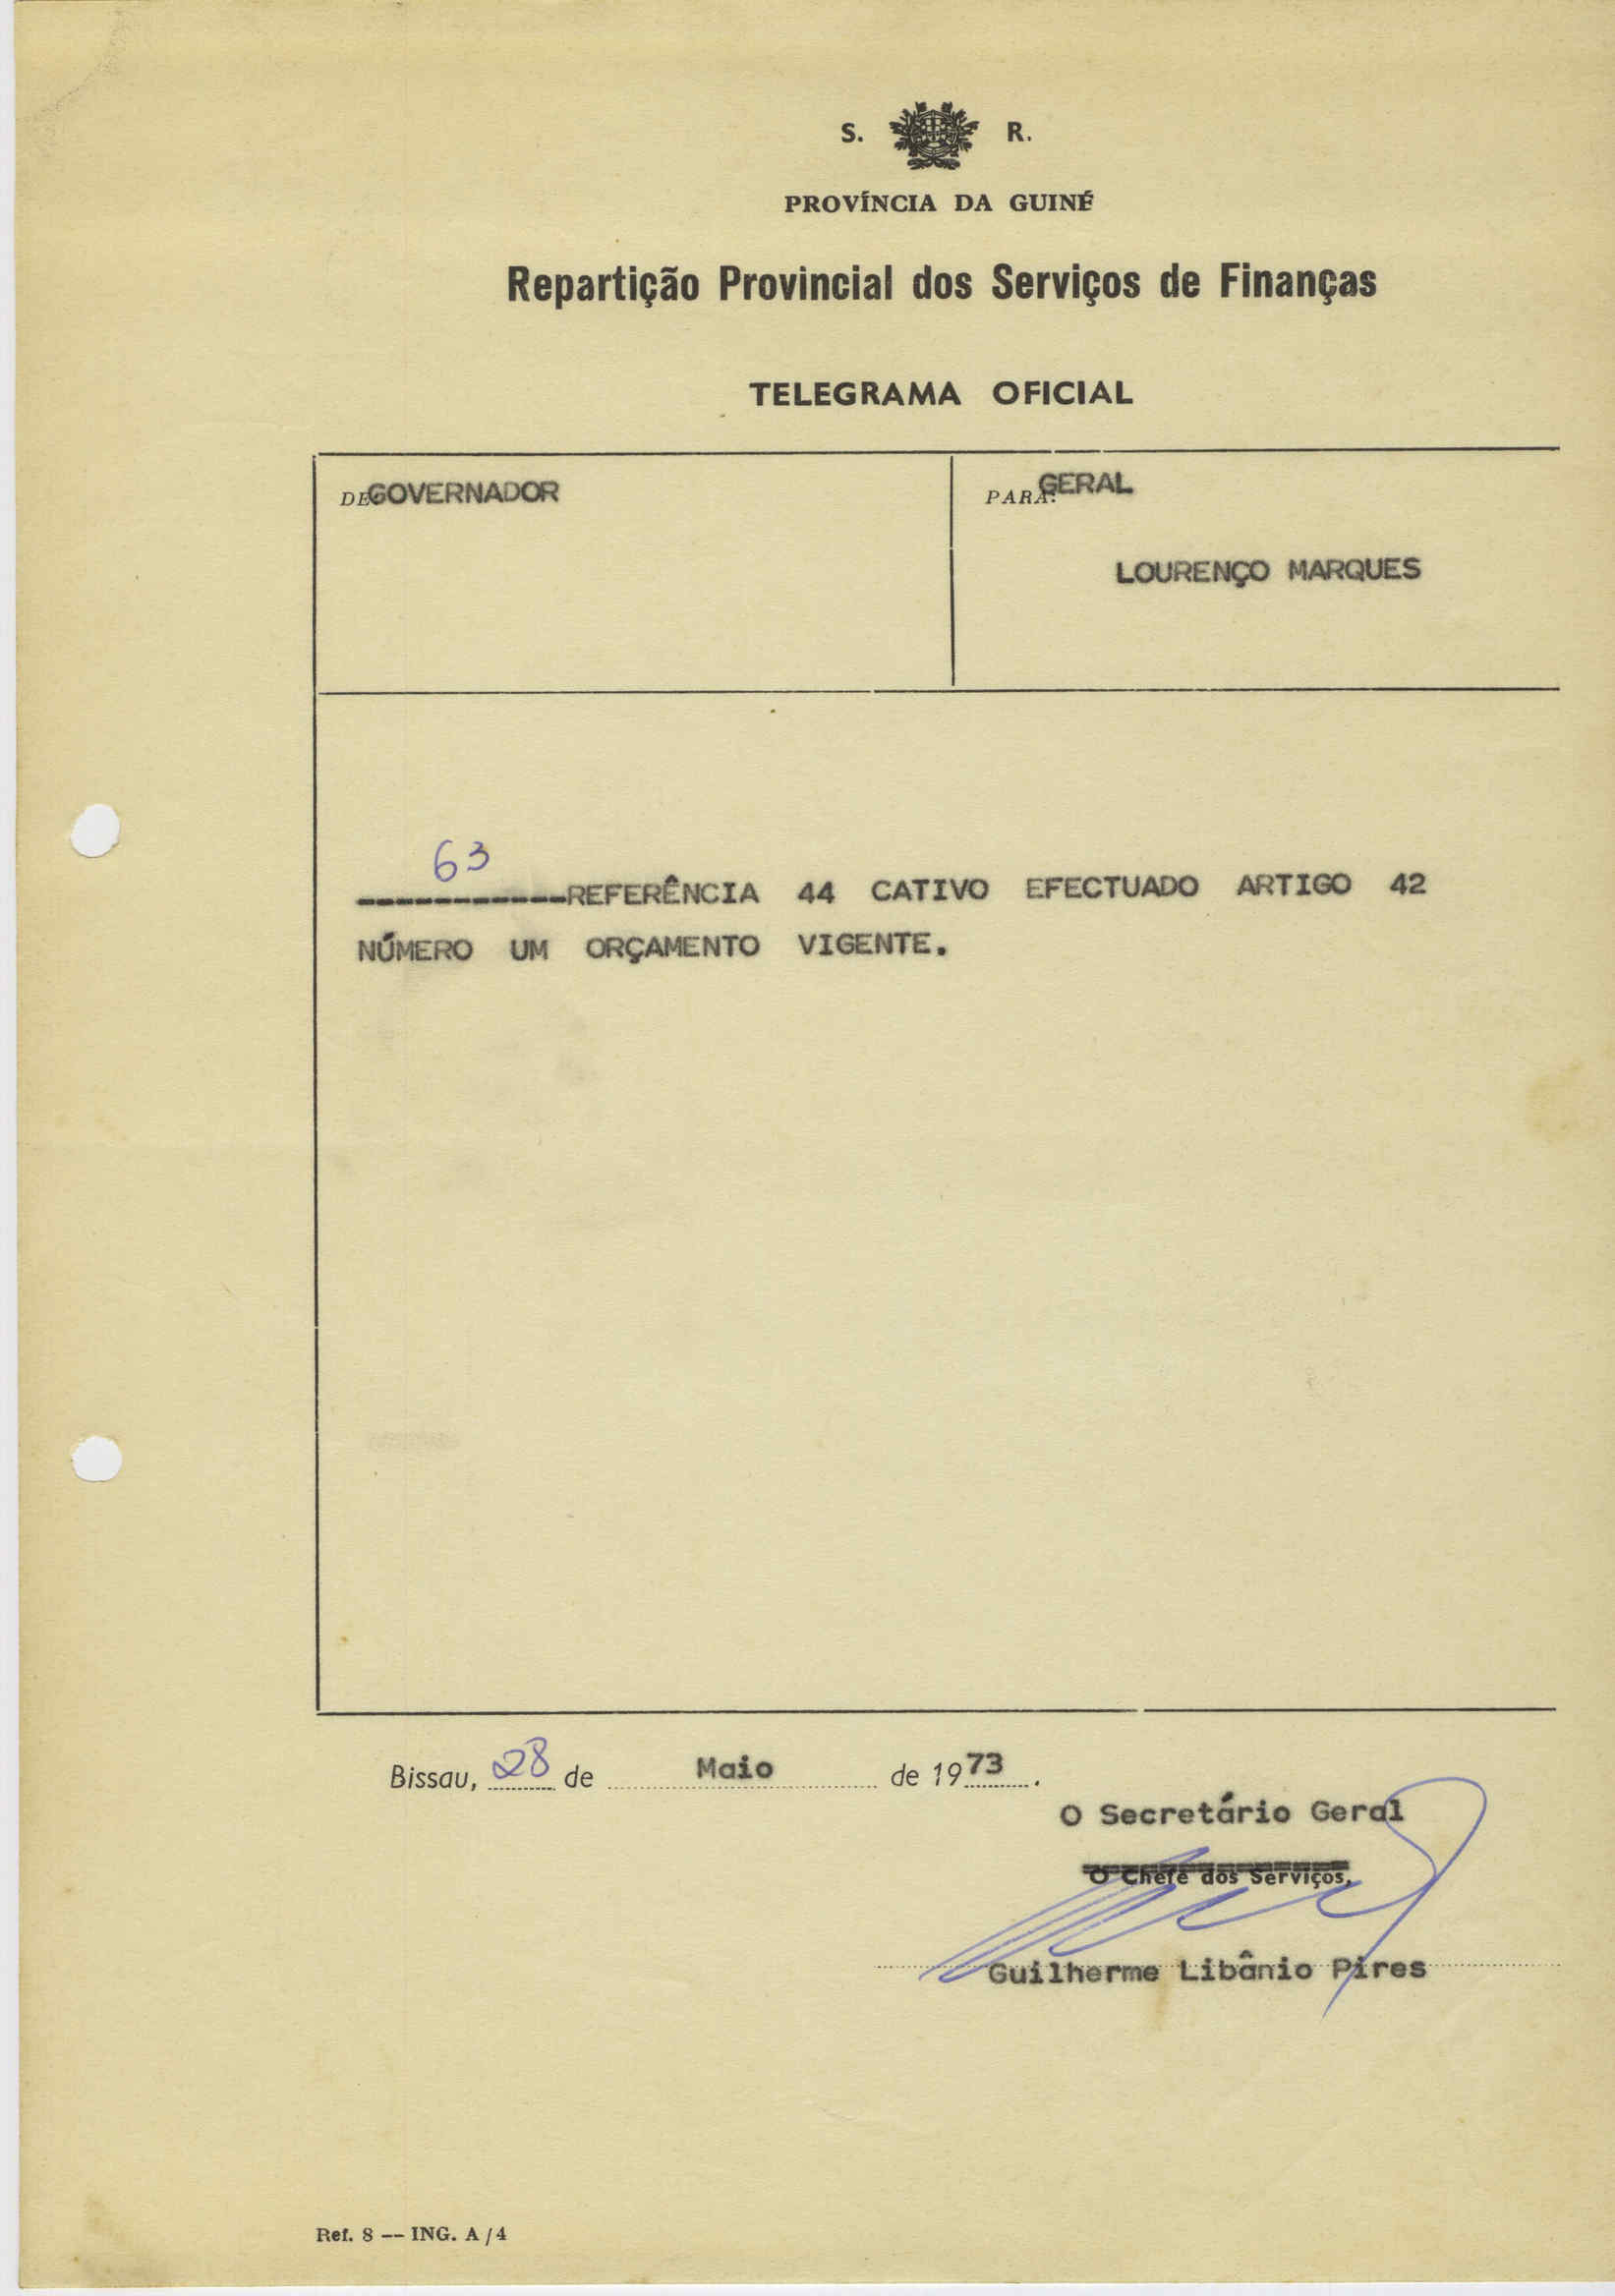 S. R.
PROVÍNCIA DA GUINÉ
Repartição Provincial dos Serviços de Finanças
TELEGRAMA OFICIAL
DE GOVERNADOR
PARA: GERAL
LOURENÇO MARQUES
63
-----------REFERÊNCIA 44 CATIVO EFECTUADO ARTIGO 42
NÚMERO UM ORÇAMENTO VIGENTE.
Bissau, 28 de Maio de 1973.
O Secretário Geral
O Chefe dos Serviços,
Guilherme Libânio Pires
Ref. 8 — ING. A/4